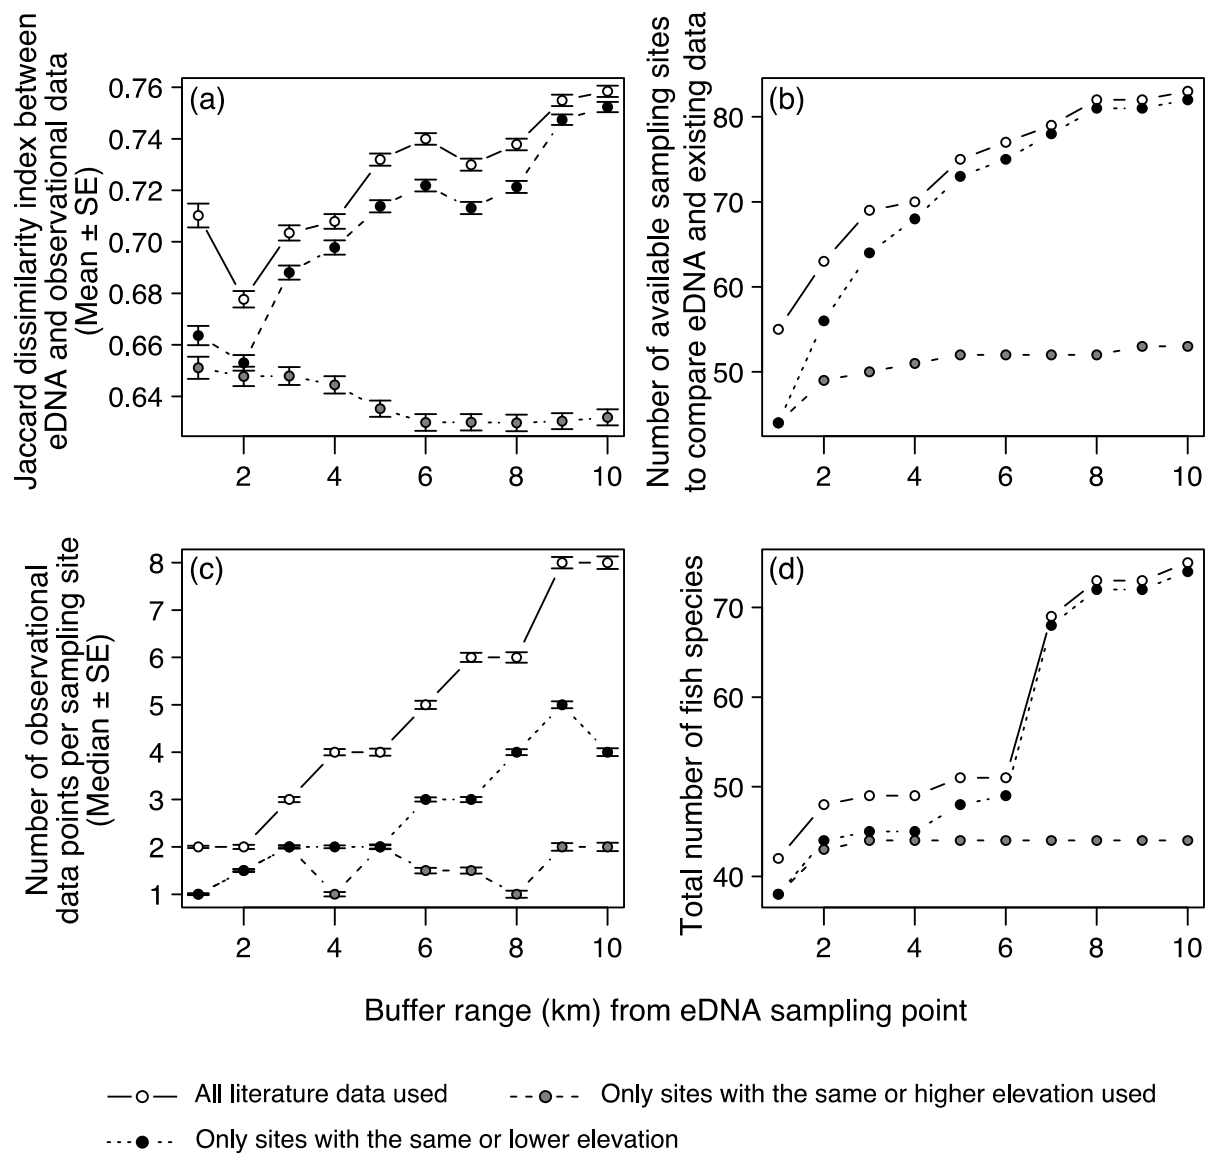 Jaccard dissimilarity index between
eDNA and observational data
(Mean ± SE)
(a)
0.76
0.74
0.72
0.70
0.68
0.66
0.64
2
4
6
8
10
Number of available sampling sites
to compare eDNA and existing data
(b)
80
70
60
50
2
4
6
8
10
Number of observational
data points per sampling site
(Median ± SE)
(c)
8
7
6
5
4
3
2
1
2
4
6
8
10
Total number of fish species
(d)
70
60
50
40
2
4
6
8
10
Buffer range (km) from eDNA sampling point
All literature data used
Only sites with the same or higher elevation used
Only sites with the same or lower elevation